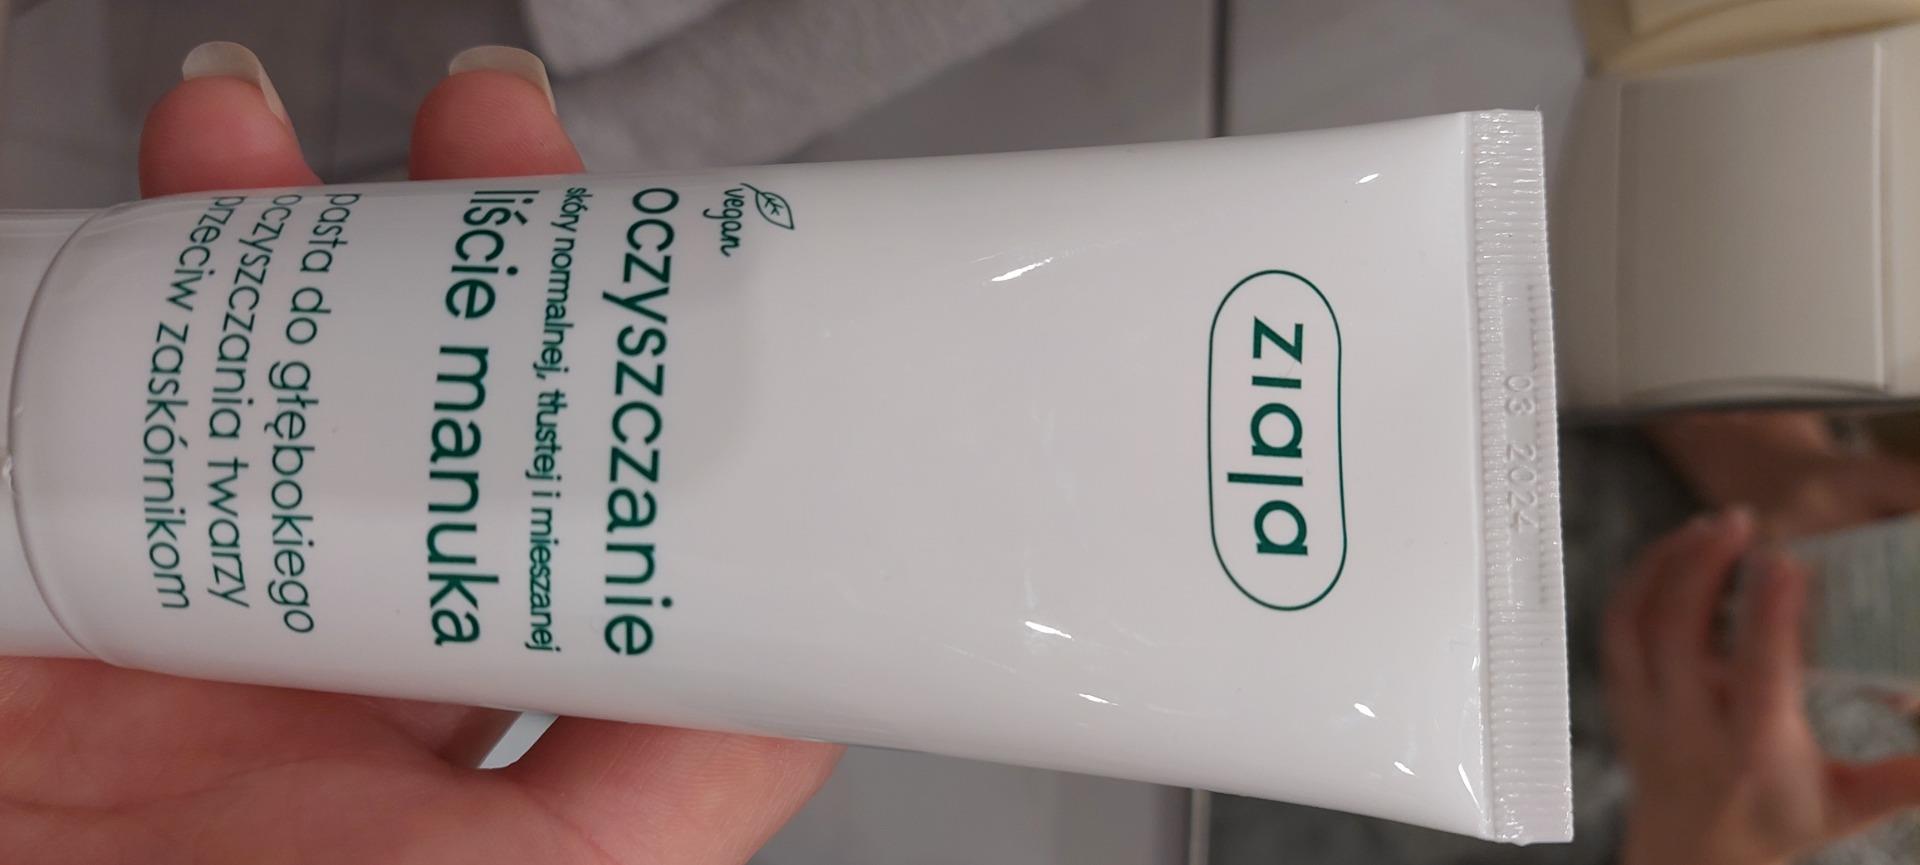 03 2024
ziaja
vegan
oczyszczanie
skóry normalnej, tłustej i mieszanej
liście manuka
pasta do głębokiego
oczyszczania twarzy
przeciw zaskórnikom